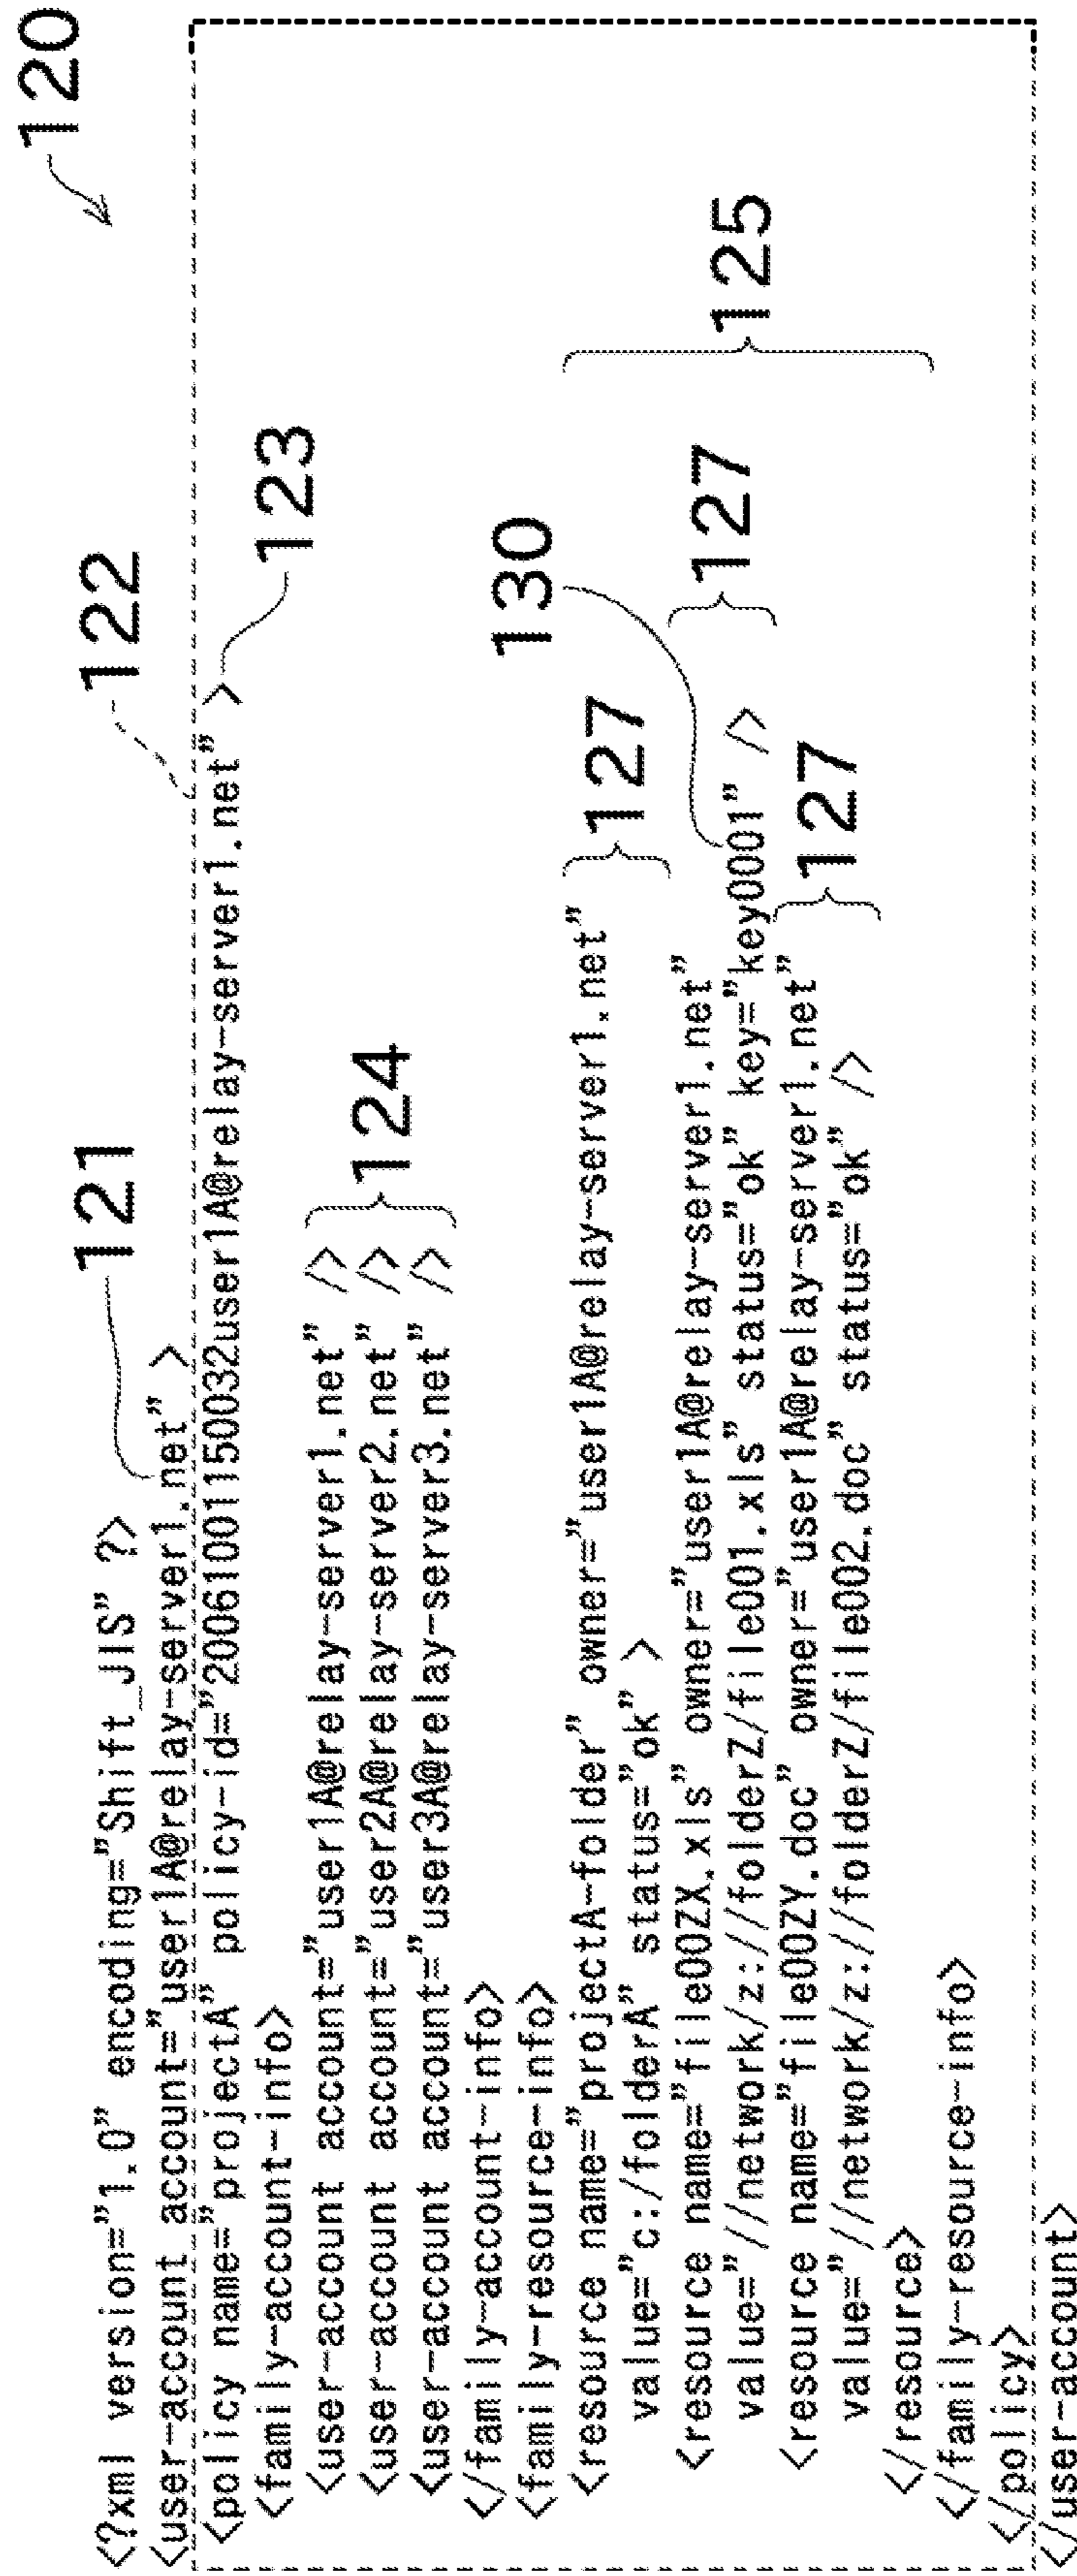 120
121
122
<?xml version="1.0" encoding="Shift_JIS" ?>
<user-account account="user1A@relay-server1.net" >
<policy name="projectA" policy-id="20061001150032user1A@relay-server1.net" >
123
<family-account-info>
<user-account account="user1A@relay-server1.net" />
<user-account account="user2A@relay-server2.net" />
<user-account account="user3A@relay-server3.net" />
124
</family-account-info>
<family-resource-info>
130
<resource name="projectA-folder" owner="user1A@relay-server1.net"
value="c:/folderA" status="ok" >
127
<resource name="file00ZX.xls" owner="user1A@relay-server1.net"
value="//network/z://folderZ/file001.xls" status="ok" key="key0001" />
127
125
<resource name="file00ZY.doc" owner="user1A@relay-server1.net"
value="//network/z://folderZ/file002.doc" status="ok" />
127
</resource>
</family-resource-info>
</policy>
</user-account>